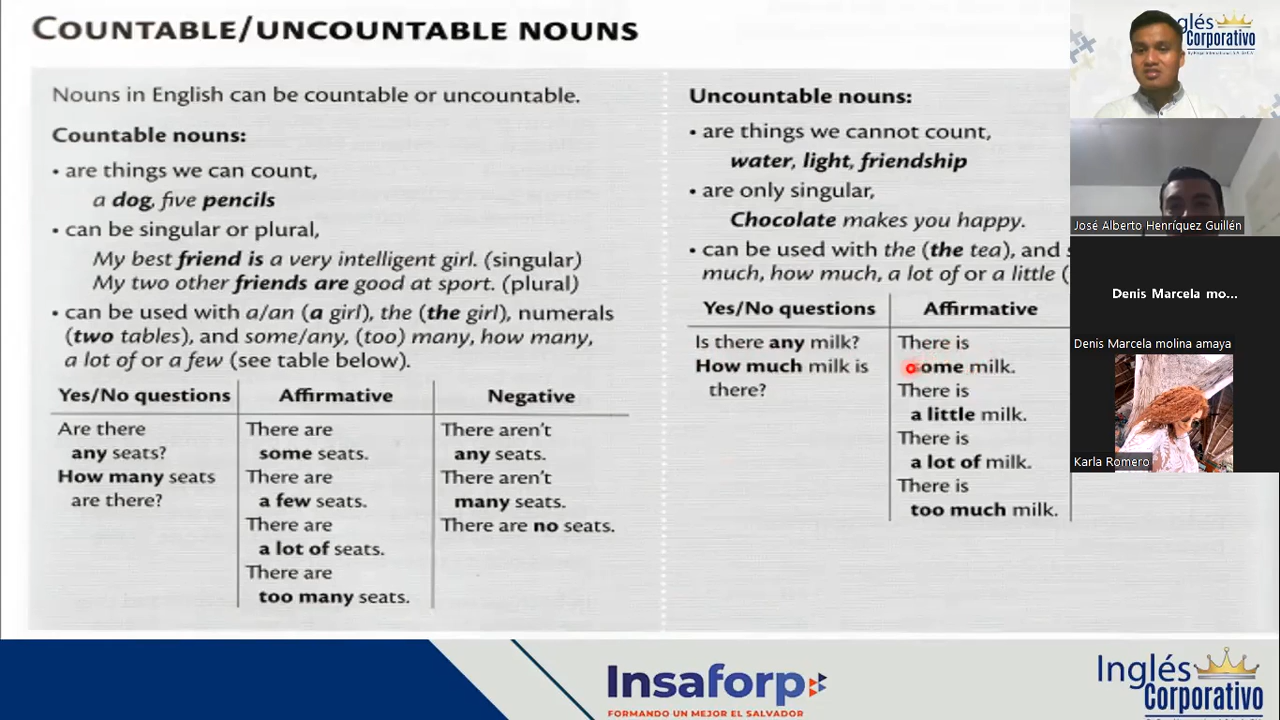 COUNTABLE/UNCOUNTABLE NOUNS
Nouns in English can be countable or uncountable.
Countable nouns:
• are things we can count,
a dog, five pencils
• can be singular or plural,
My best friend is a very intelligent girl. (singular)
My two other friends are good at sport. (plural)
• can be used with a/an (a girl), the (the girl), numerals
(two tables), and some/any, (too) many, how many,
a lot of or a few (see table below).
Yes/No questions Affirmative Negative
Are there
any seats?
How many seats
are there?
There are
some seats.
There are
a few seats.
There are
a lot of seats.
There are
too many seats.
There aren't
any seats.
There aren't
many seats.
There are no seats.
Uncountable nouns:
• are things we cannot count,
water, light, friendship
• are only singular,
Chocolate makes you happy.
• can be used with the (the tea), and
much, how much, a lot of or a little (
Yes/No questions Affirmative
Is there any milk?
How much milk is
there?
There is
some milk.
There is
a little milk.
There is
a lot of milk.
There is
too much milk.
glés
Corporativo
José Alberto Henríquez Guillén
Denis Marcela mo...
Denis Marcela molina amaya
Karla Romero
Insaforp
FORMANDO UN MEJOR EL SALVADOR
Inglés
Corporativo